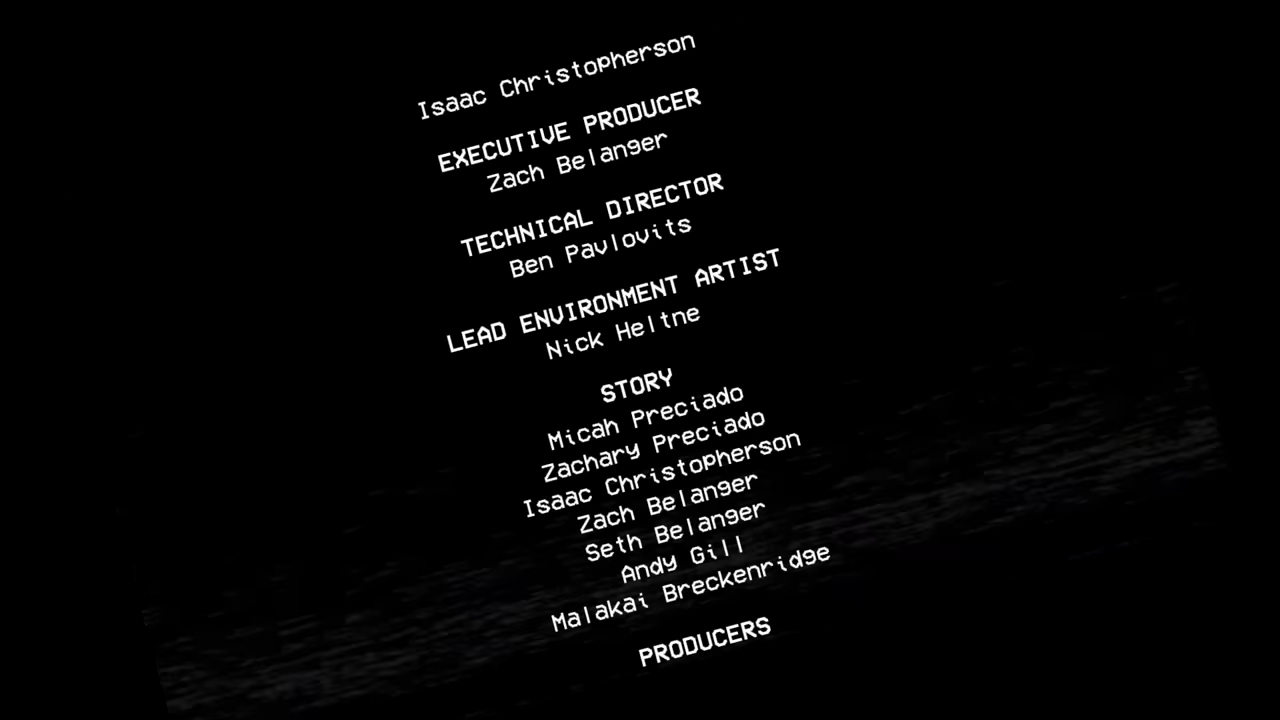 Isaac Christopherson
EXECUTIVE PRODUCER
Zach Belanger
TECHNICAL DIRECTOR
Ben Pavlovits
LEAD ENVIRONMENT ARTIST
Nick Heltne
STORY
Micah Preciado
Zachary Preciado
Isaac Christopherson
Zach Belanger
Seth Belanger
Andy Gill
Malakai Breckenridge
PRODUCERS